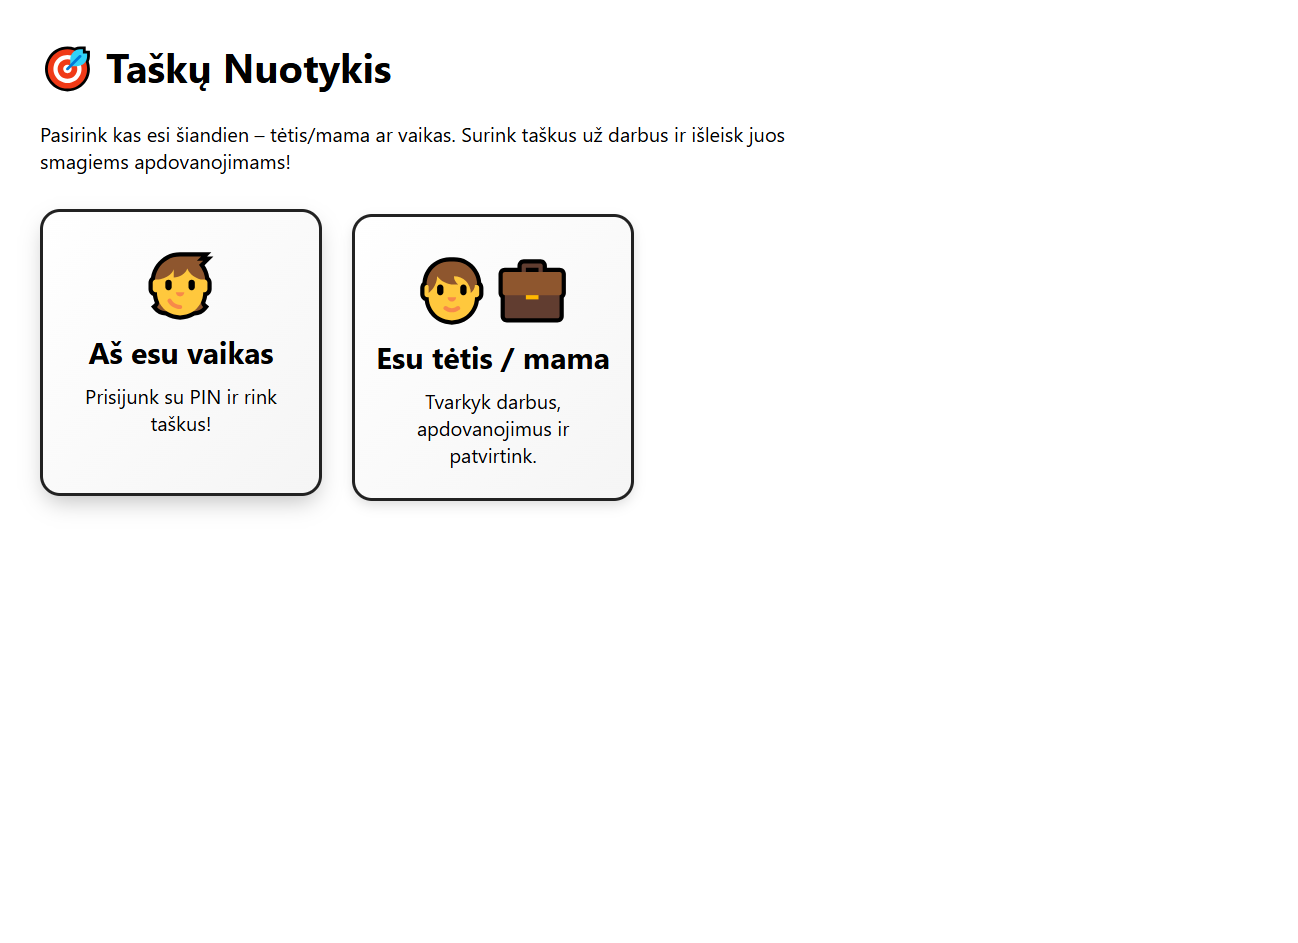 Taškų Nuotykis
Pasirink kas esi šiandien – tėtis/mama ar vaikas. Surink taškus už darbus ir išleisk juos
smagiems apdovanojimams!
Aš esu vaikas
Prisijunk su PIN ir rink
taškus!
Esu tėtis / mama
Tvarkyk darbus,
apdovanojimus ir
patvirtink.